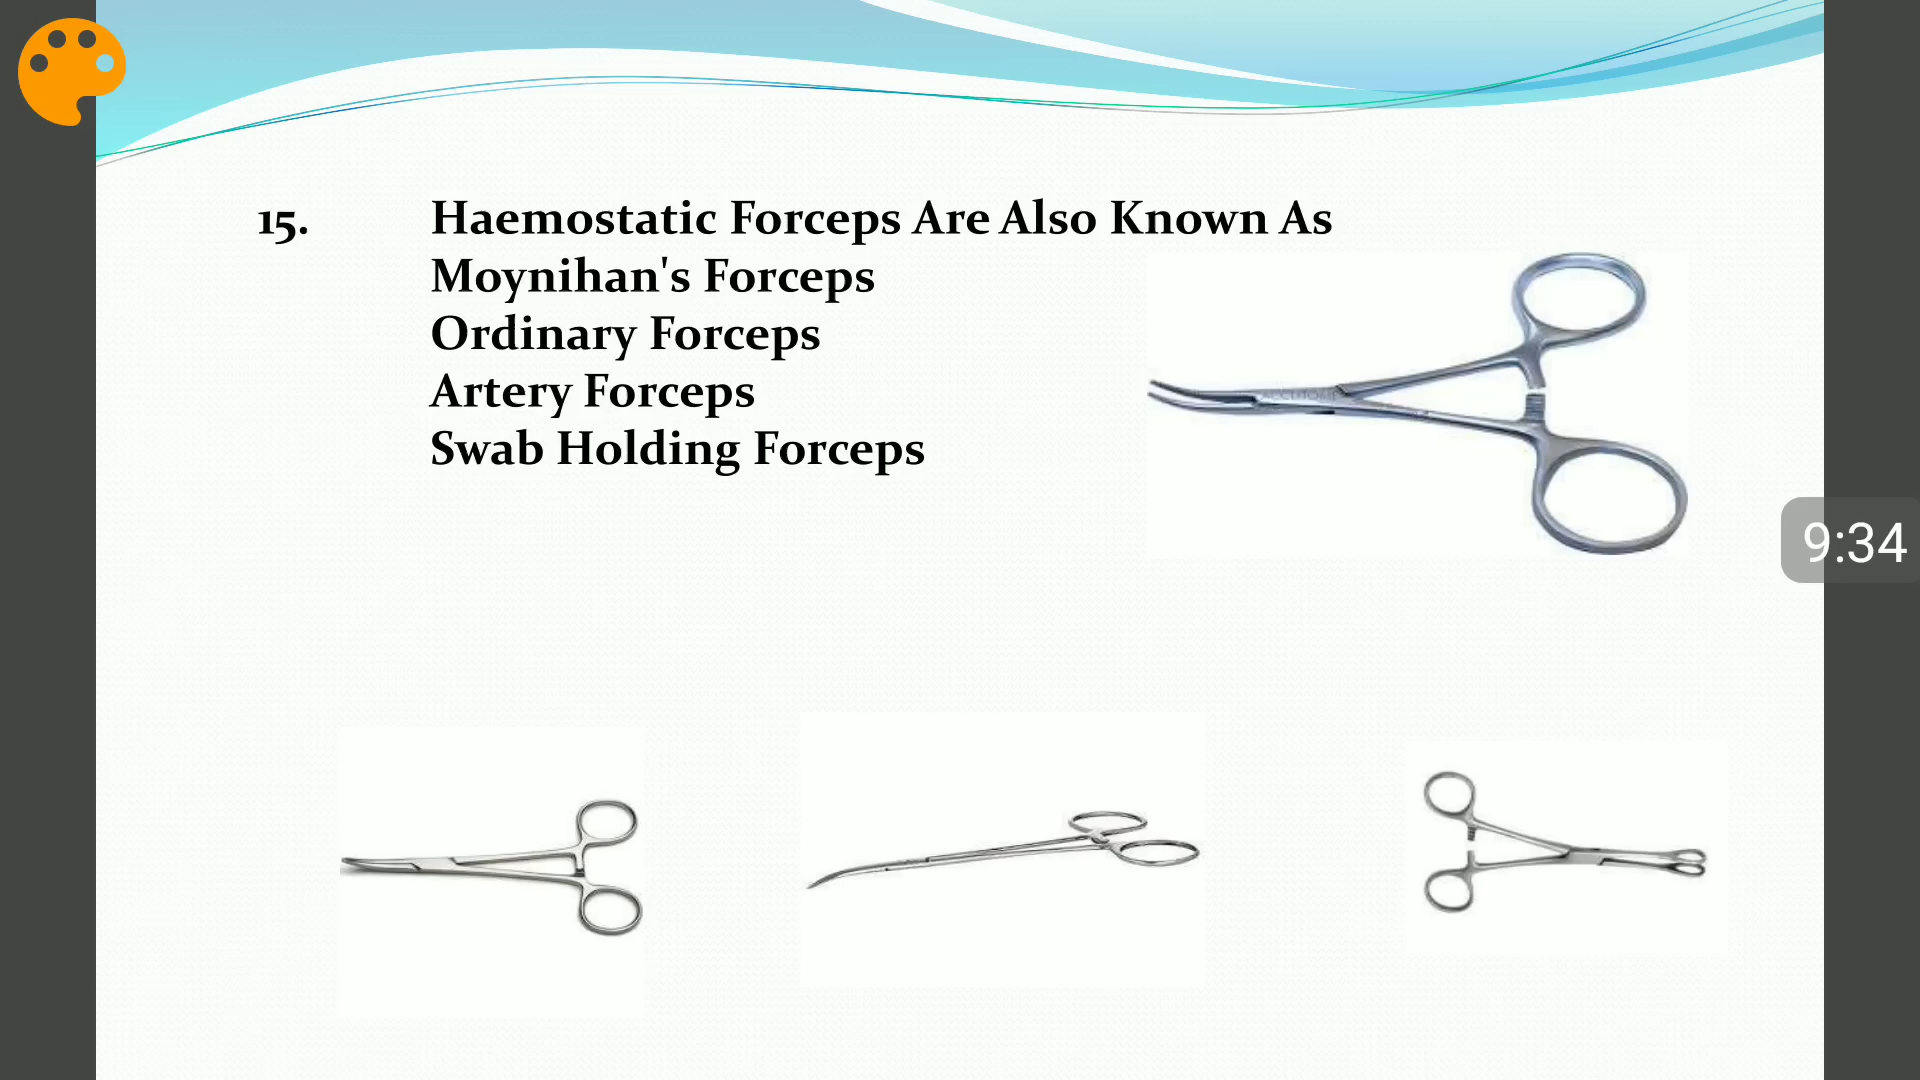 15. Haemostatic Forceps Are Also Known As
Moynihan's Forceps
Ordinary Forceps
Artery Forceps
Swab Holding Forceps
9:34